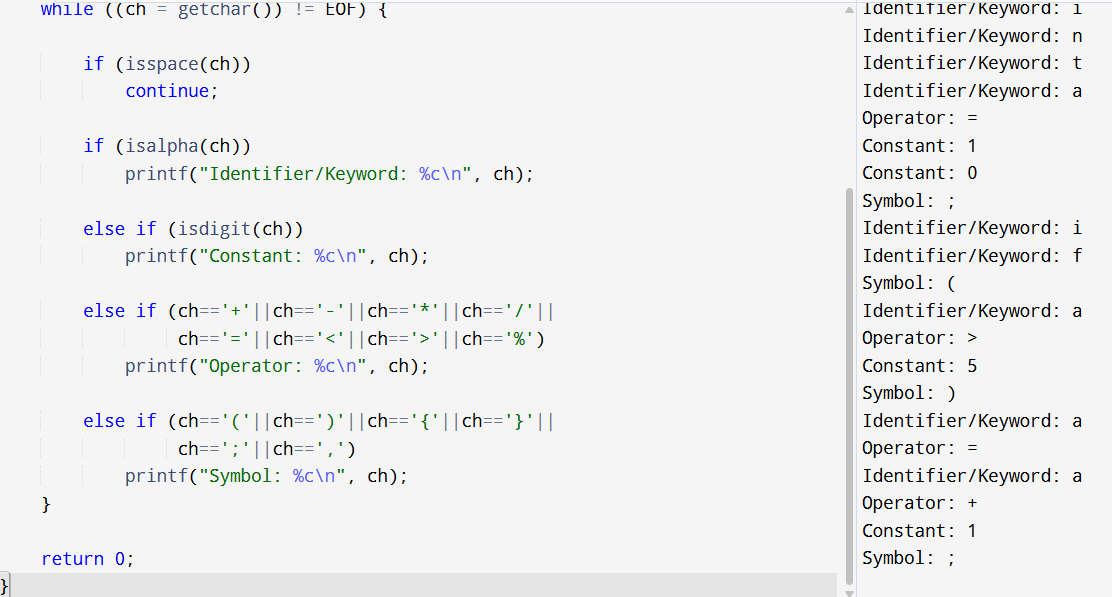 while ((ch = getchar()) != EOF) {
if (isspace(ch))
continue;
if (isalpha(ch))
printf("Identifier/Keyword: %c\n", ch);
else if (isdigit(ch))
printf("Constant: %c\n", ch);
else if (ch=='+'||ch=='-'||ch=='*'||ch=='/'||
ch=='='||ch=='<'||ch=='>'||ch=='%')
printf("Operator: %c\n", ch);
else if (ch=='('||ch==')'||ch=='{'||ch=='}'||
ch==';'||ch==',')
printf("Symbol: %c\n", ch);
}
return 0;
}
Identifier/Keyword: i
Identifier/Keyword: n
Identifier/Keyword: t
Identifier/Keyword: a
Operator: =
Constant: 1
Constant: 0
Symbol: ;
Identifier/Keyword: i
Identifier/Keyword: f
Symbol: (
Identifier/Keyword: a
Operator: >
Constant: 5
Symbol: )
Identifier/Keyword: a
Operator: =
Identifier/Keyword: a
Operator: +
Constant: 1
Symbol: ;